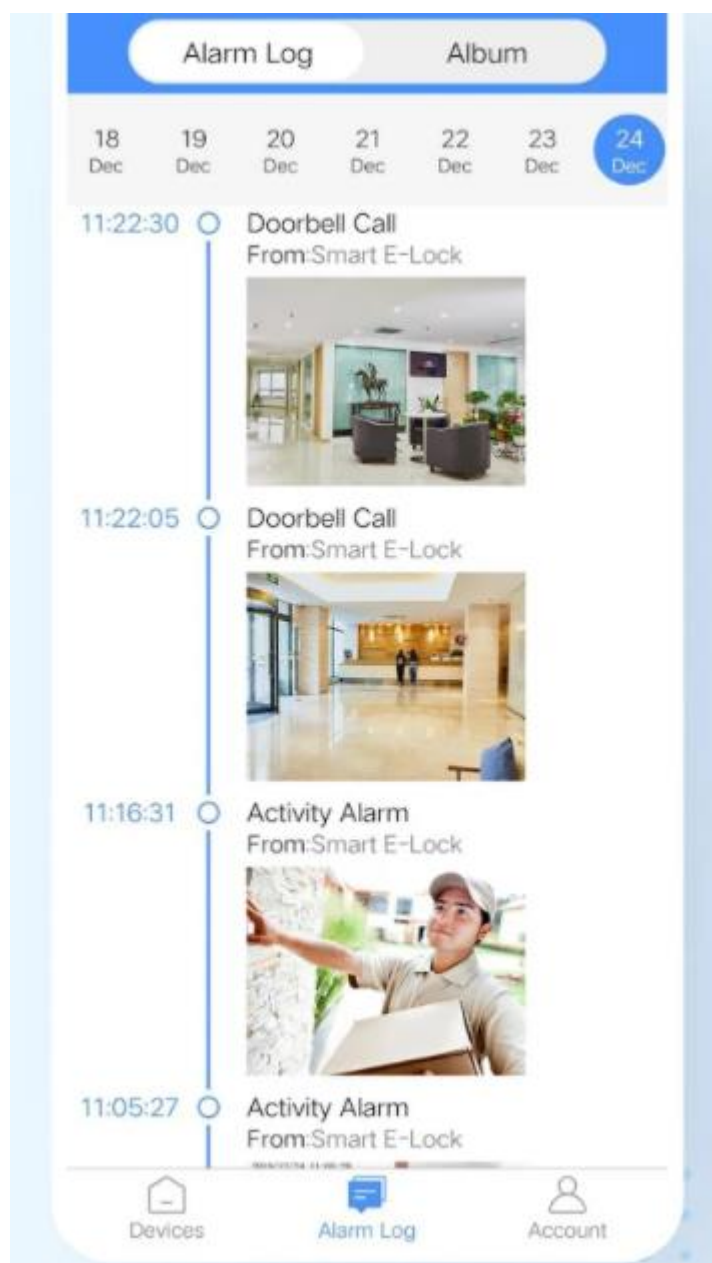 Alarm Log Album
18 19 20 21 22 23 24
Dec Dec Dec Dec Dec Dec Dec
11:22:30 Doorbell Call
From:Smart E-Lock
11:22:05 Doorbell Call
From:Smart E-Lock
11:16:31 Activity Alarm
From:Smart E-Lock
11:05:27 Activity Alarm
From:Smart E-Lock
Devices Alarm Log Account